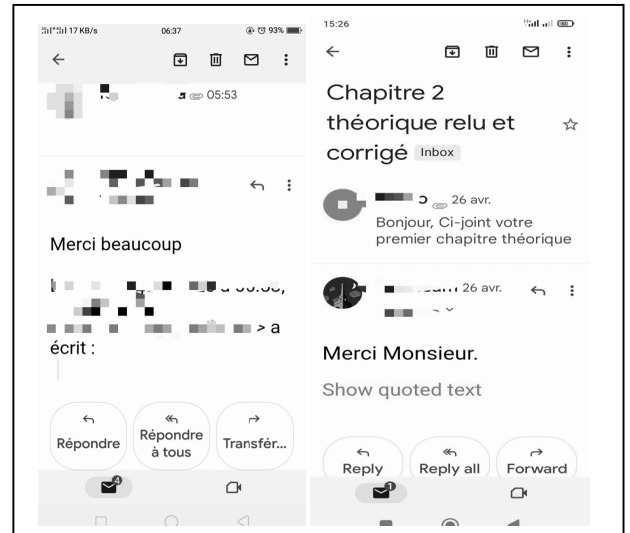 17 KB/s 06:37 93%
05:53
Merci beaucoup
> a
écrit :
Répondre
Répondre à tous
Transfér...
4
15:26
Chapitre 2
théorique relu et
corrigé Inbox
26 avr.
Bonjour, Ci-joint votre
premier chapitre théorique
26 avr.
Merci Monsieur.
Show quoted text
Reply Reply all Forward
1